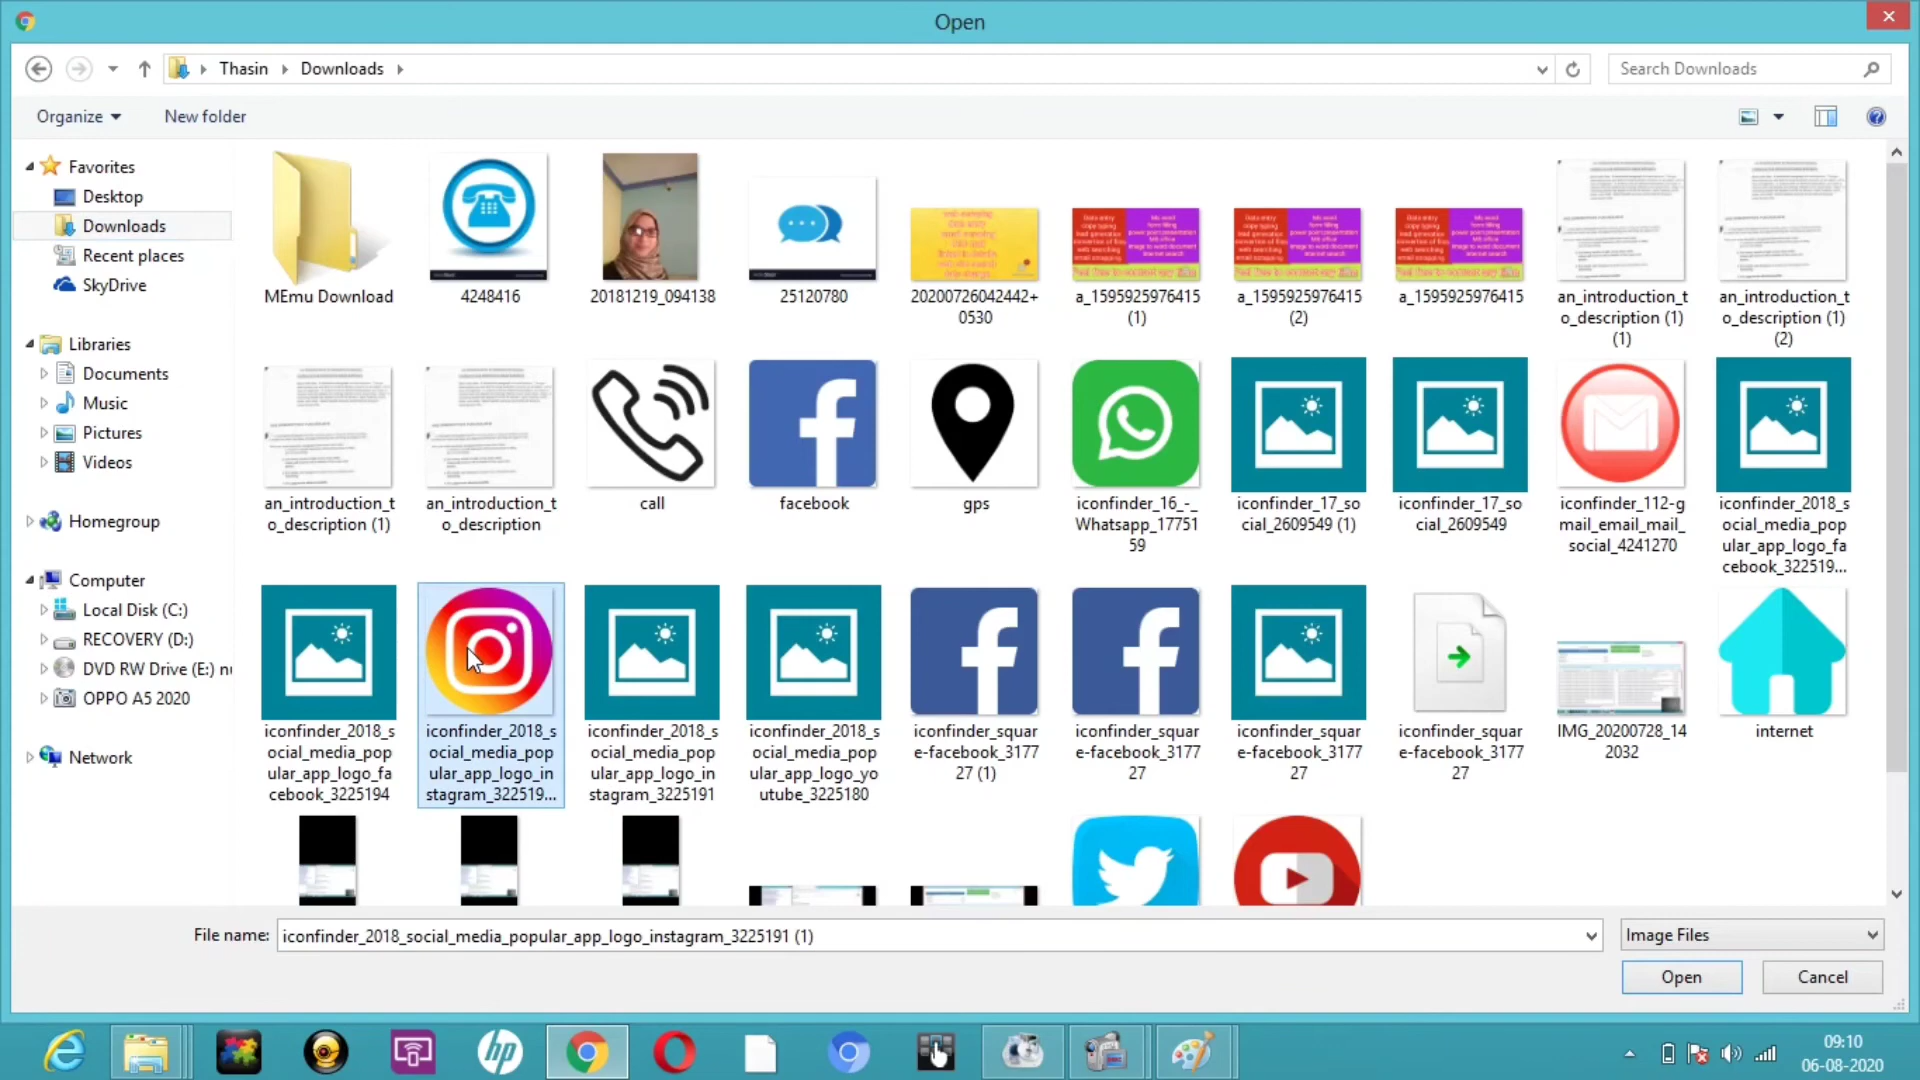 Open
Thasin Downloads
Search Downloads
Organize
New folder
Favorites
Desktop
Downloads
Recent places
SkyDrive
Libraries
Documents
Music
Pictures
Videos
Homegroup
Computer
Local Disk (C:)
RECOVERY (D:)
DVD RW Drive (E:) nu
OPPO A5 2020
Network
MEmu Download
4248416
20181219_094138
25120780
20200726042442+
0530
a_1595925976415
(1)
a_1595925976415
(2)
a_1595925976415
an_introduction_t
o_description (1)
(1)
an_introduction_t
o_description (1)
(2)
an_introduction_t
o_description (1)
an_introduction_t
o_description
call
facebook
gps
iconfinder_16_-_
Whatsapp_17751
59
iconfinder_17_so
cial_2609549 (1)
iconfinder_17_so
cial_2609549
iconfinder_112-g
mail_email_mail_
social_4241270
iconfinder_2018_s
ocial_media_pop
ular_app_logo_fa
cebook_322519...
iconfinder_2018_s
ocial_media_pop
ular_app_logo_fa
cebook_3225194
iconfinder_2018_s
ocial_media_pop
ular_app_logo_in
stagram_322519...
iconfinder_2018_s
ocial_media_pop
ular_app_logo_in
stagram_3225191
iconfinder_2018_s
ocial_media_pop
ular_app_logo_yo
utube_3225180
iconfinder_squar
e-facebook_3177
27 (1)
iconfinder_squar
e-facebook_3177
27
iconfinder_squar
e-facebook_3177
27
iconfinder_squar
e-facebook_3177
27
IMG_20200728_14
2032
internet
File name:
iconfinder_2018_social_media_popular_app_logo_instagram_3225191 (1)
Image Files
Open
Cancel
hp
09:10
06-08-2020